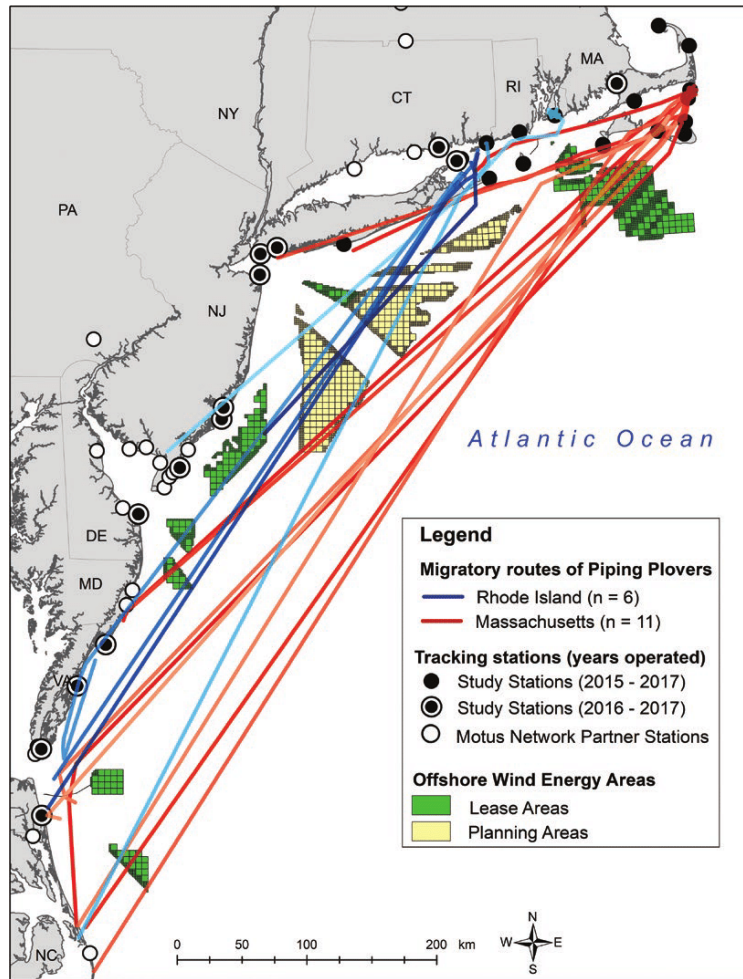 MA
RI
CT
NY
PA
NJ
Atlantic Ocean
DE
MD
VA
NC
Legend
Migratory routes of Piping Plovers
Rhode Island (n = 6)
Massachusetts (n = 11)
Tracking stations (years operated)
Study Stations (2015 - 2017)
Study Stations (2016 - 2017)
Motus Network Partner Stations
Offshore Wind Energy Areas
Lease Areas
Planning Areas
0 50 100 200 km
N
W E
S